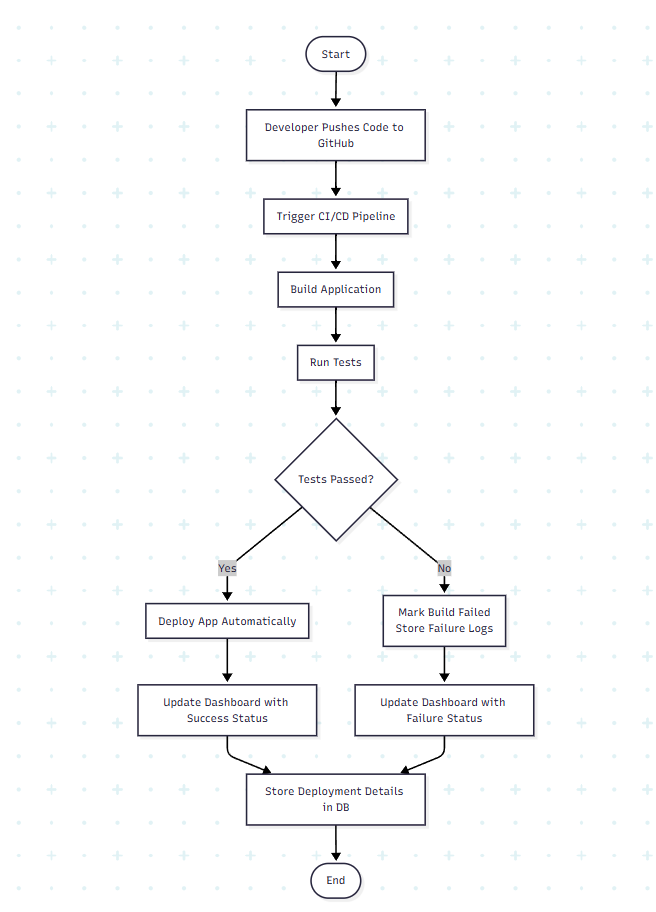 Start
Developer Pushes Code to
GitHub
Trigger CI/CD Pipeline
Build Application
Run Tests
Tests Passed?
Yes
No
Deploy App Automatically
Mark Build Failed
Store Failure Logs
Update Dashboard with
Success Status
Update Dashboard with
Failure Status
Store Deployment Details
in DB
End